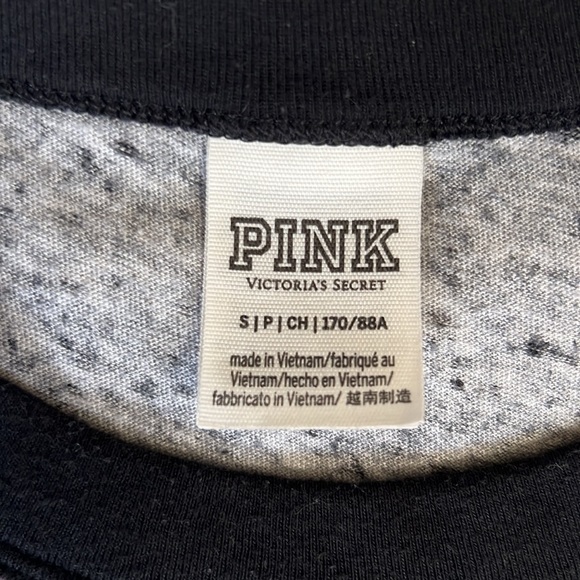 PINK
VICTORIA'S SECRET
S | P | CH | 170/88A
made in Vietnam/fabriqué au
Vietnam/hecho en Vietnam/
fabbricato in Vietnam/ 越南制造